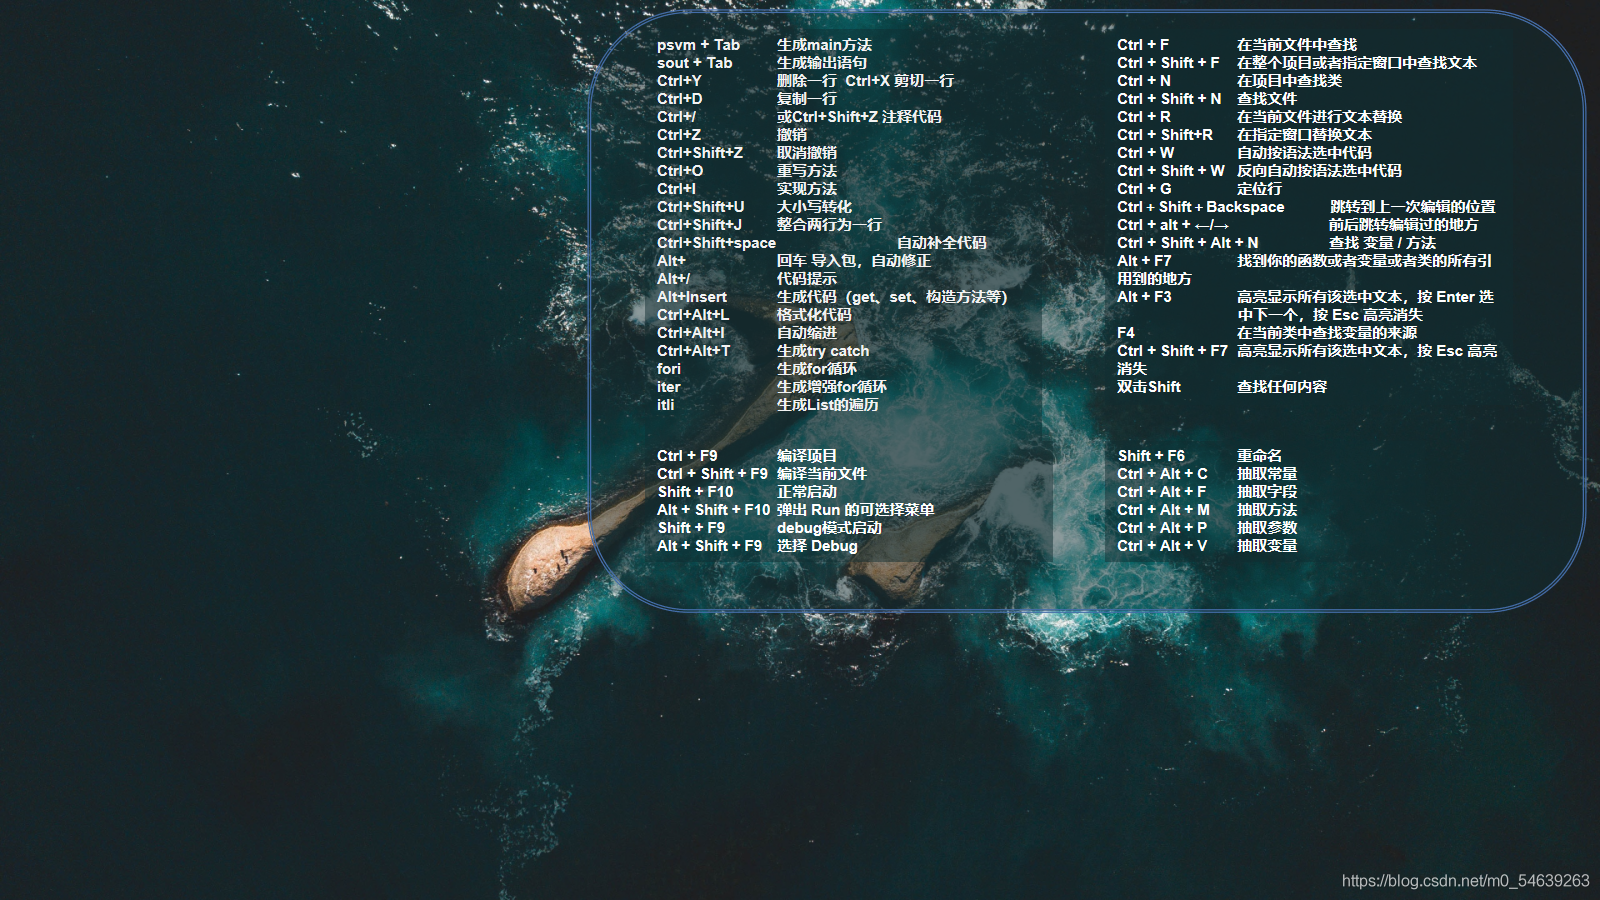 psvm + Tab 生成main方法
sout + Tab 生成输出语句
Ctrl+Y 删除一行 Ctrl+X 剪切一行
Ctrl+D 复制一行
Ctrl+/ 或Ctrl+Shift+Z 注释代码
Ctrl+Z 撤销
Ctrl+Shift+Z 取消撤销
Ctrl+O 重写方法
Ctrl+I 实现方法
Ctrl+Shift+U 大小写转化
Ctrl+Shift+J 整合两行为一行
Ctrl+Shift+space 自动补全代码
Alt+ 回车 导入包，自动修正
Alt+/ 代码提示
Alt+Insert 生成代码（get、set、构造方法等）
Ctrl+Alt+L 格式化代码
Ctrl+Alt+I 自动缩进
Ctrl+Alt+T 生成try catch
fori 生成for循环
iter 生成增强for循环
itli 生成List的遍历
Ctrl + F9 编译项目
Ctrl + Shift + F9 编译当前文件
Shift + F10 正常启动
Alt + Shift + F10 弹出 Run 的可选择菜单
Shift + F9 debug模式启动
Alt + Shift + F9 选择 Debug
Ctrl + F 在当前文件中查找
Ctrl + Shift + F 在整个项目或者指定窗口中查找文本
Ctrl + N 在项目中查找类
Ctrl + Shift + N 查找文件
Ctrl + R 在当前文件进行文本替换
Ctrl + Shift+R 在指定窗口替换文本
Ctrl + W 自动按语法选中代码
Ctrl + Shift + W 反向自动按语法选中代码
Ctrl + G 定位行
Ctrl + Shift + Backspace 跳转到上一次编辑的位置
Ctrl + alt + ←/→ 前后跳转编辑过的地方
Ctrl + Shift + Alt + N 查找 变量 / 方法
Alt + F7 找到你的函数或者变量或者类的所有引
用到的地方
Alt + F3 高亮显示所有该选中文本，按 Enter 选
中下一个，按 Esc 高亮消失
F4 在当前类中查找变量的来源
Ctrl + Shift + F7 高亮显示所有该选中文本，按 Esc 高亮
消失
双击Shift 查找任何内容
Shift + F6 重命名
Ctrl + Alt + C 抽取常量
Ctrl + Alt + F 抽取字段
Ctrl + Alt + M 抽取方法
Ctrl + Alt + P 抽取参数
Ctrl + Alt + V 抽取变量
https://blog.csdn.net/m0_54639263